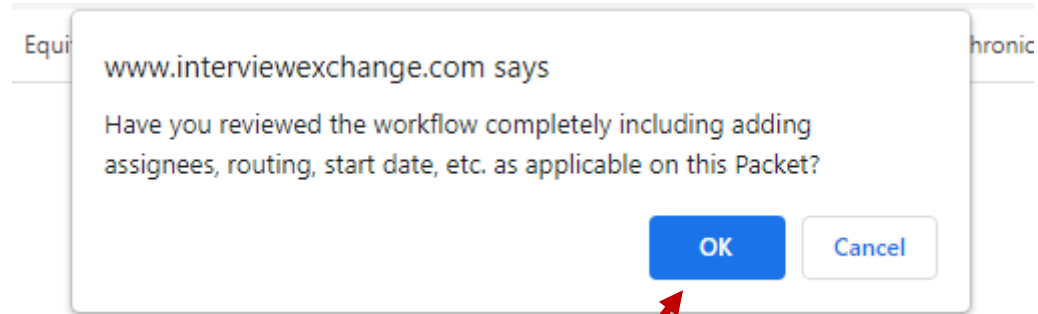 www.interviewexchange.com says
Have you reviewed the workflow completely including adding
assignees, routing, start date, etc. as applicable on this Packet?
OK
Cancel